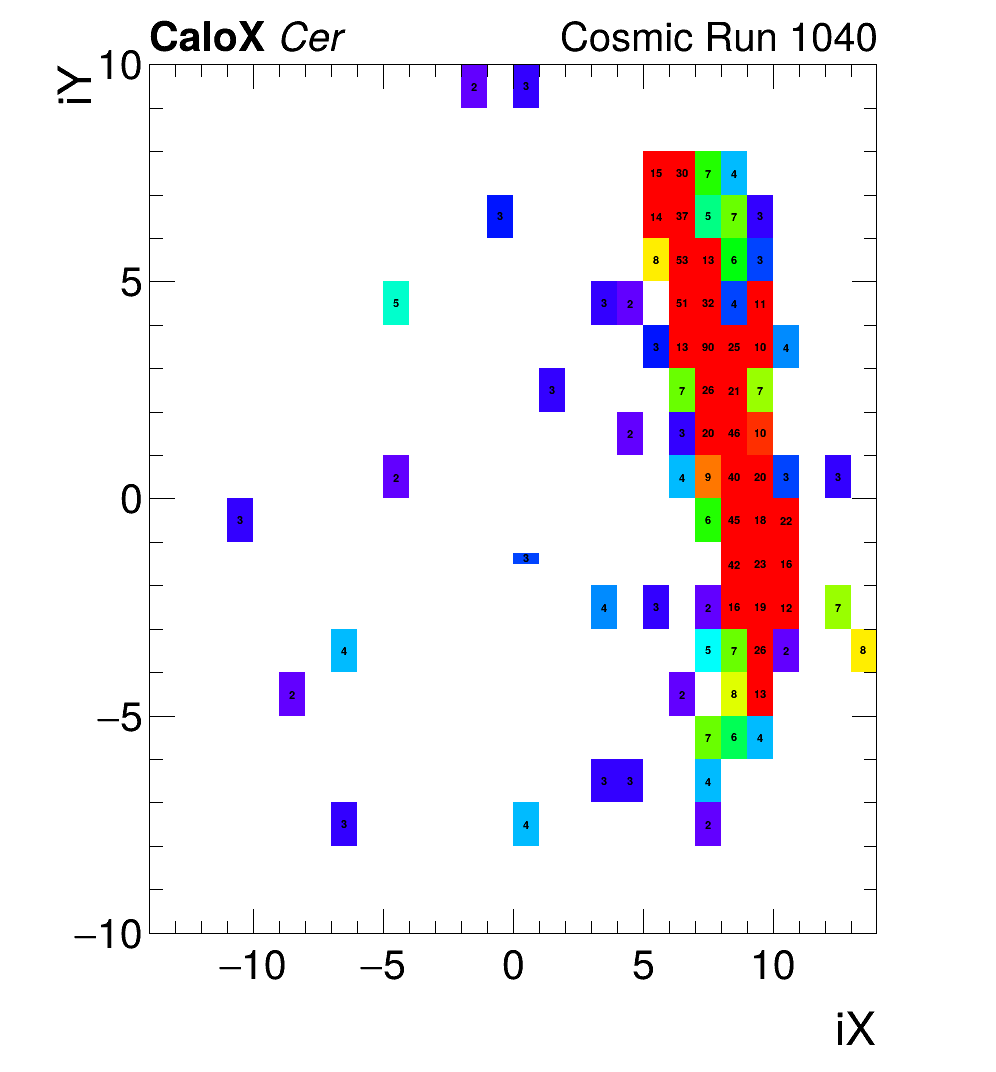 CaloX Cer Cosmic Run 1040
iY
10
2 3
15 30 7 4
3 14 37 5 7 3
8 53 13 6 3
5
5 3 2 51 32 4 11
3 13 90 25 10 4
3 7 26 21 7
2 3 20 46 10
2 4 9 40 20 3 3
0
3 6 45 18 22
3 42 23 16
4 3 2 16 19 12 7
4 5 7 26 2 8
2 2 8 13
−5
7 6 4
3 3 4
3 4 2
−10
−10 −5 0 5 10
iX